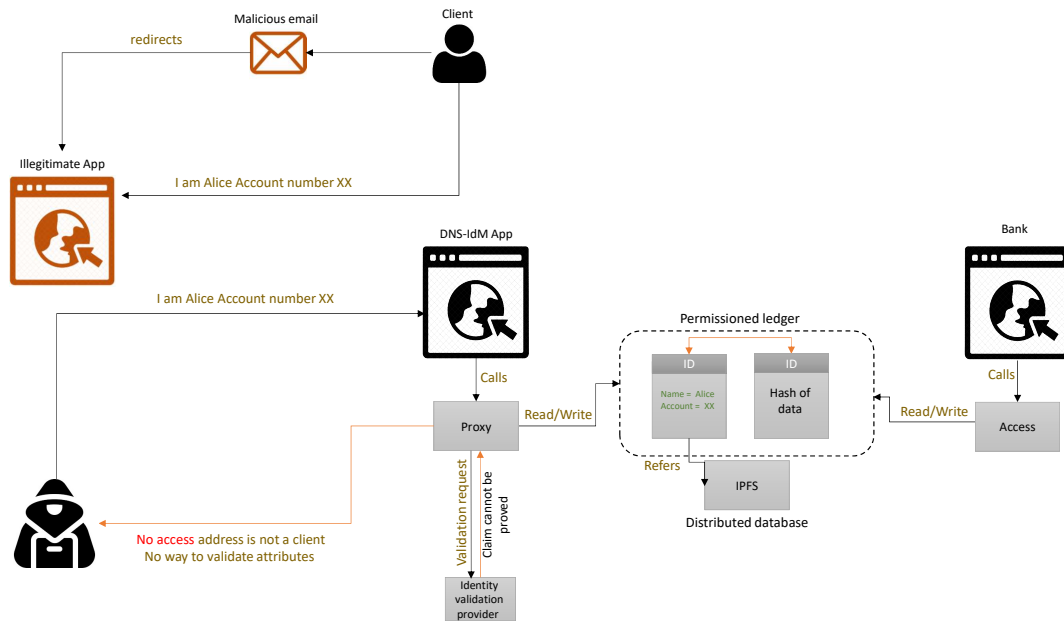 Malicious email
Client
redirects
Illegitimate App
I am Alice Account number XX
DNS-IdM App
Bank
I am Alice Account number XX
Permissioned ledger
ID
ID
Calls
Calls
Name = Alice
Account = XX
Hash of
data
Proxy
Read/Write
Read/Write
Access
Refers
IPFS
Distributed database
Validation request
Claim cannot be
proved
No access address is not a client
No way to validate attributes
Identity
validation
provider